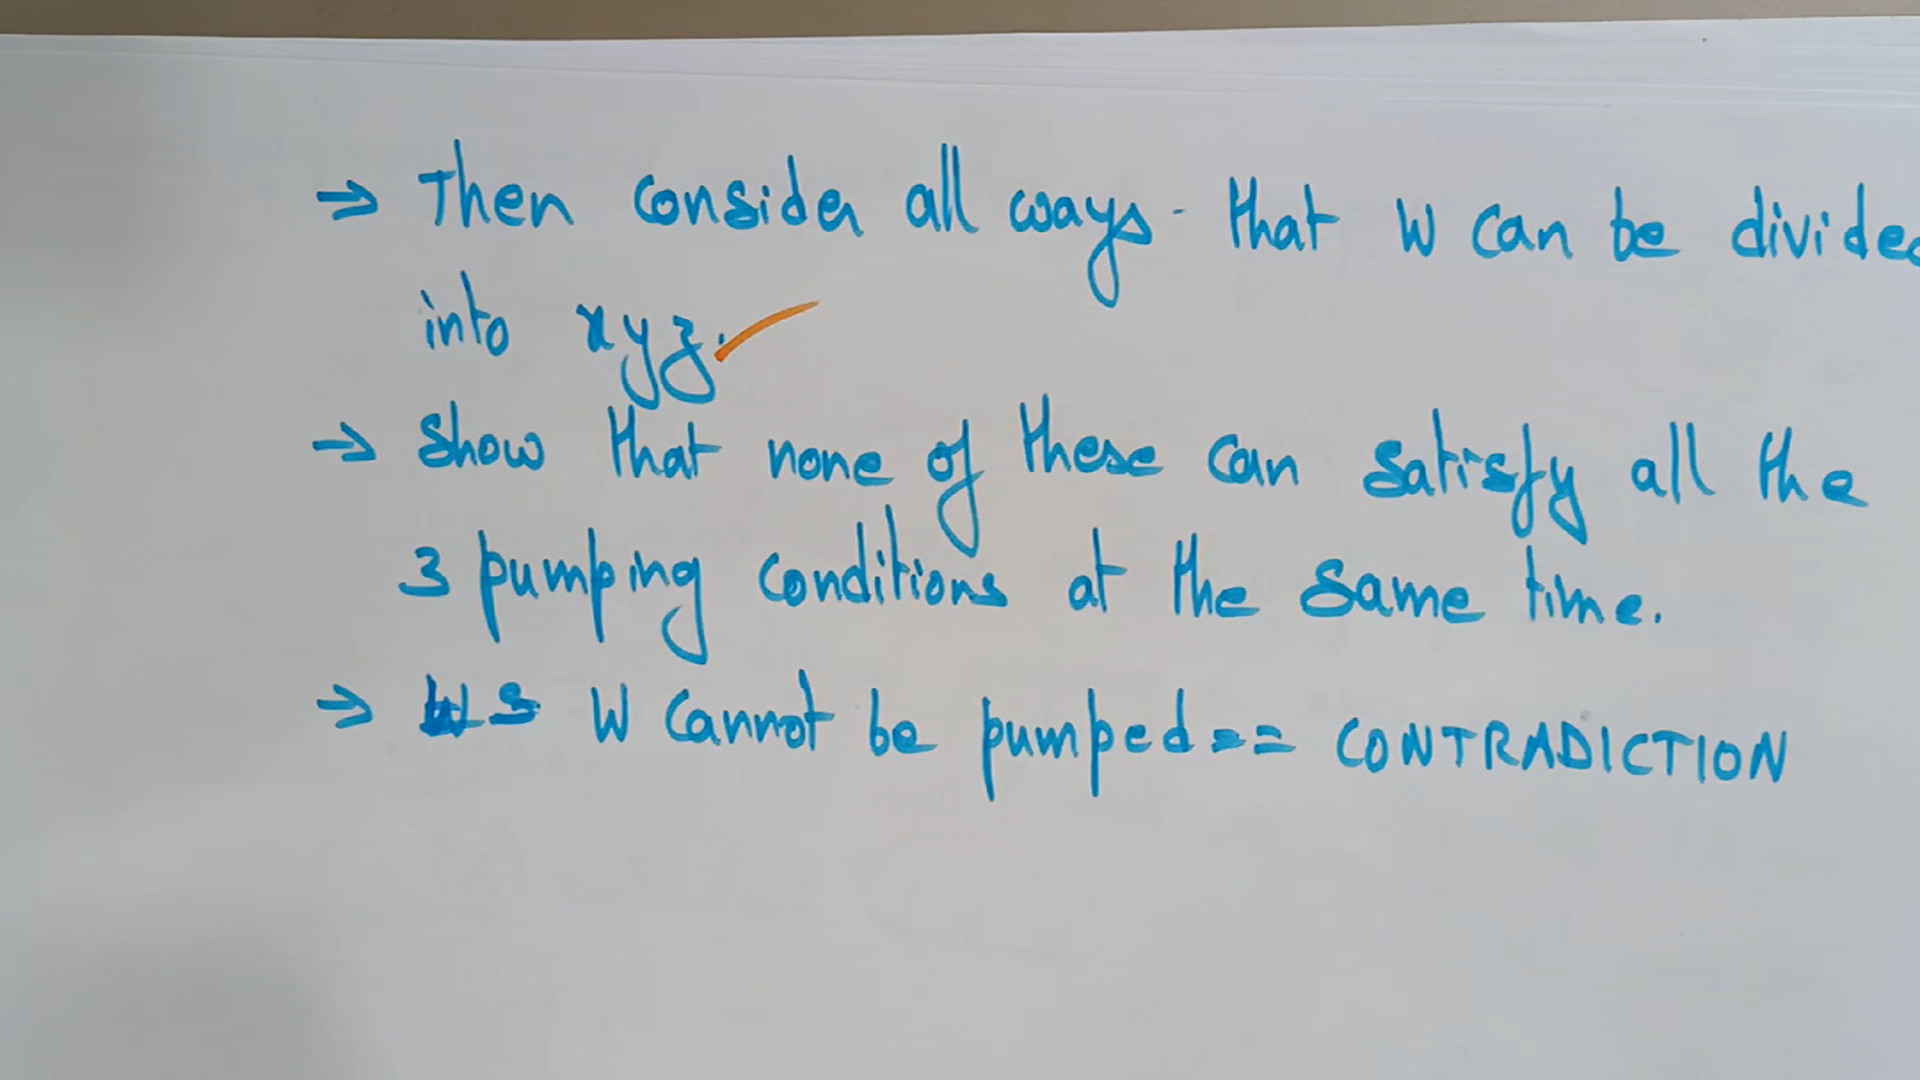 → Then consider all ways that W can be divided
into xyz.
→ Show that none of these can satisfy all the
3 pumping conditions at the same time.
→ W cannot be pumped == CONTRADICTION